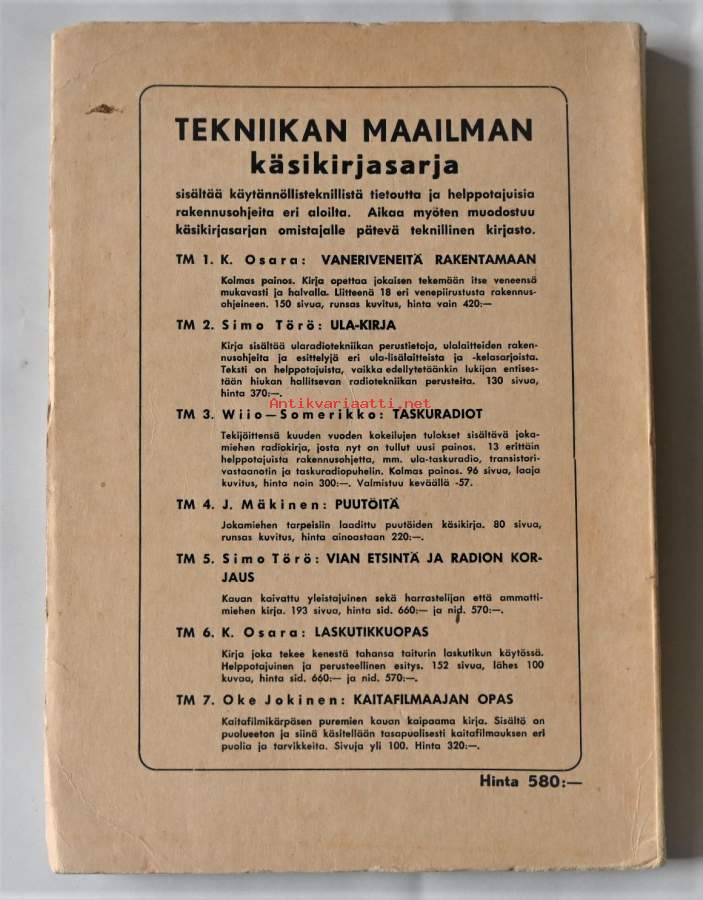 TEKNIIKAN MAAILMAN
käsikirjasarja
sisältää käytännöllisteknillistä tietoutta ja helppotajuisia
rakennusohjeita eri aloilta. Aikaa myöten muodostuu
käsikirjasarjan omistajalle pätevä teknillinen kirjasto.
TM 1. K. Osara: VANERIVENEITÄ RAKENTAMAAN
Kolmas painos. Kirja opettaa jokaisen tekemään itse veneensä
mukavasti ja halvalla. Liitteenä 18 eri venepiirustusta rakennus-
ohjeineen. 150 sivua, runsas kuvitus, hinta vain 420:—
TM 2. Simo Törö: ULA-KIRJA
Kirja sisältää ularadiotekniikan perustietoja, ulalaitteiden raken-
nusohjeita ja esittelyjä eri ula-lisälaitteista ja -kelasarjoista.
Teksti on helppotajuista, vaikka edellytetäänkin lukijan entises-
tään hiukan hallitsevan radiotekniikan perusteita. 130 sivua,
hinta 370:—.
Antikvariaatti.net
TM 3. Wiio—Somerikko: TASKURADIOT
Tekijöittensä kuuden vuoden kokeilujen tulokset sisältävä joka-
miehen radiokirja, josta nyt on tullut uusi painos. 13 erittäin
helppotajuista rakennusohjetta, mm. ula-taskuradio, transistori-
vastaanotin ja taskuradiopuhelin. Kolmas painos. 96 sivua, laaja
kuvitus, hinta noin 300:—. Valmistuu keväällä -57.
TM 4. J. Mäkinen: PUUTÖITÄ
Jokamiehen tarpeisiin laadittu puutöiden käsikirja. 80 sivua,
runsas kuvitus, hinta ainoastaan 220:—.
TM 5. Simo Törö: VIAN ETSINTÄ JA RADION KOR-
JAUS
Kauan kaivattu yleistajuinen sekä harrastelijan että ammatti-
miehen kirja. 193 sivua, hinta sid. 660:— ja nid. 570:—.
TM 6. K. Osara: LASKUTIKKUOPAS
Kirja joka tekee kenestä tahansa taiturin laskutikun käytössä.
Helppotajuinen ja perusteellinen esitys. 152 sivua, lähes 100
kuvaa, hinta sid. 660:— ja nid. 570:—.
TM 7. Oke Jokinen: KAITAFILMAAJAN OPAS
Kaitafilmikärpäsen puremien kauan kaipaama kirja. Sisältö on
puolueeton ja siinä käsitellään tasapuolisesti kaitafilmauksen eri
puolia ja tarvikkeita. Sivuja yli 100. Hinta 320:—.
Hinta 580:—